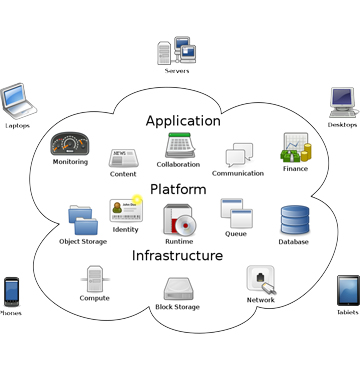 Servers
Laptops
Desktops
Application
Monitoring
NEWS
Content
Collaboration
Communication
Finance
Platform
John Doe
Object Storage
Identity
Runtime
Queue
Database
Infrastructure
Compute
Block Storage
Network
Phones
Tablets